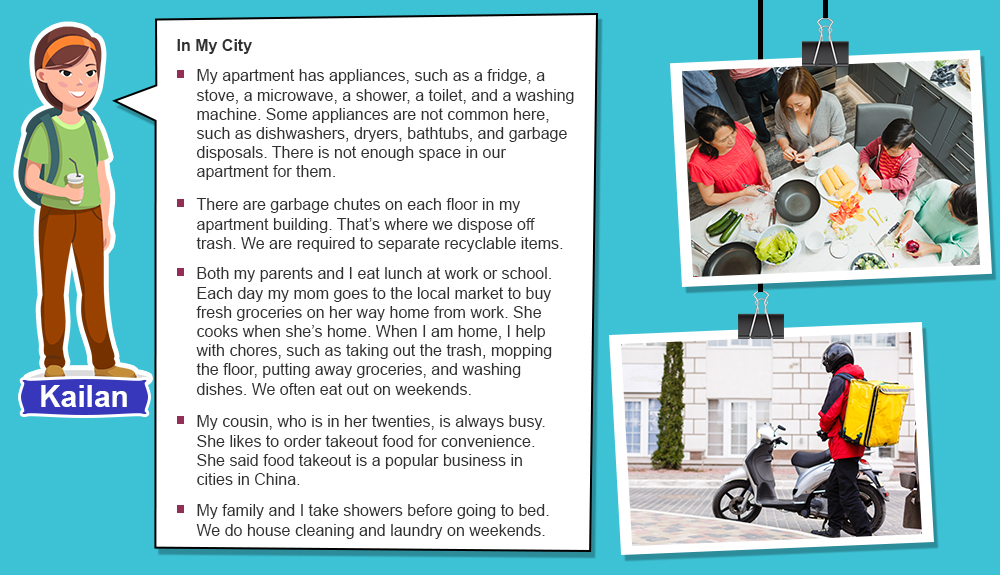 In My City
My apartment has appliances, such as a fridge, a
stove, a microwave, a shower, a toilet, and a washing
machine. Some appliances are not common here,
such as dishwashers, dryers, bathtubs, and garbage
disposals. There is not enough space in our
apartment for them.
There are garbage chutes on each floor in my
apartment building. That's where we dispose off
trash. We are required to separate recyclable items.
Both my parents and I eat lunch at work or school.
Each day my mom goes to the local market to buy
fresh groceries on her way home from work. She
cooks when she's home. When I am home, I help
with chores, such as taking out the trash, mopping
the floor, putting away groceries, and washing
dishes. We often eat out on weekends.
My cousin, who is in her twenties, is always busy.
She likes to order takeout food for convenience.
She said food takeout is a popular business in
cities in China.
My family and I take showers before going to bed.
We do house cleaning and laundry on weekends.
Kailan